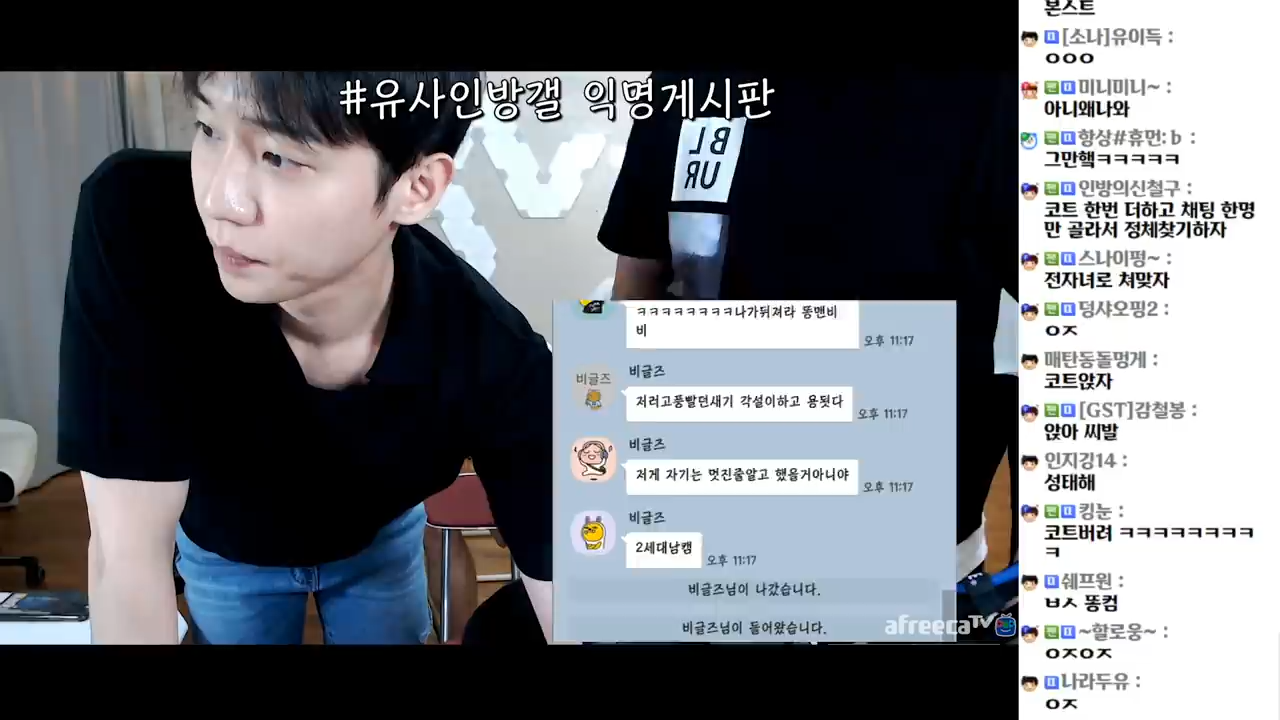 #유사인방갤 익명게시판
BL
UR
ㅋㅋㅋㅋㅋㅋㅋㅋ나가뒤져라 똥맨비
비
오후 11:17
비글즈
비글즈
저러고풍빨던새기 각설이하고 용됫다
오후 11:17
비글즈
저게 자기는 멋진줄알고 했을거아니야
오후 11:17
비글즈
2세대남캠
오후 11:17
비글즈님이 나갔습니다.
비글즈님이 들어왔습니다.
afreecaTV
본스트
[소나]유이득 :
ㅇㅇㅇ
미니미니~ :
아니왜나와
항상#휴먼:b :
그만핵ㅋㅋㅋㅋㅋ
인방의신철구 :
코트 한번 더하고 채팅 한명
만 골라서 정체찾기하자
스나이펑~ :
전자녀로 쳐맞자
덩샤오핑2 :
ㅇㅈ
매탄동돌멍게 :
코트앉자
[GST]감철봉 :
앉아 씨발
인지깅14 :
성태해
킹눈 :
코트버려 ㅋㅋㅋㅋㅋㅋㅋㅋ
ㅋ
쉐프원 :
ㅂㅅ 똥컴
~할로웅~ :
ㅇㅈㅇㅈ
나라두유 :
ㅇㅈ